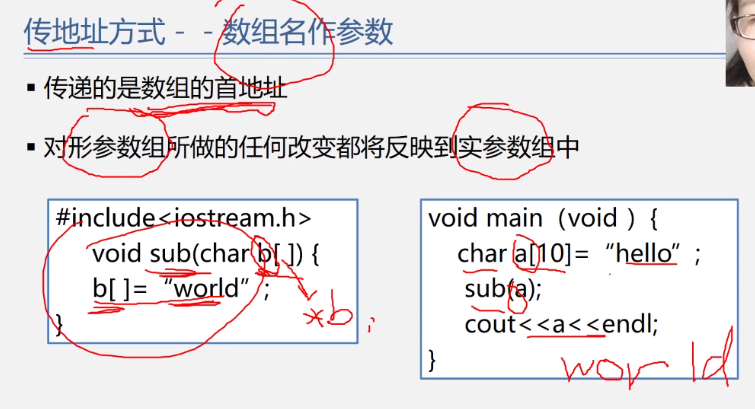 传地址方式－－数组名作参数
▪ 传递的是数组的首地址
▪ 对形参数组所做的任何改变都将反映到实参数组中
#include<iostream.h>
void sub(char b[ ]) {
b[ ]= “world”;
}
*b;
void main（void ）{
char a[10]= “hello”;
sub(a);
cout<<a<<endl;
}
world